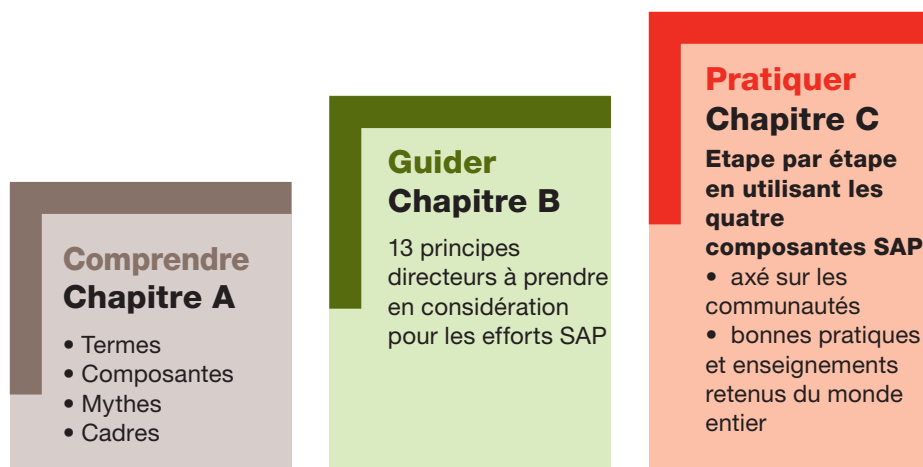 Comprendre
Chapitre A
• Termes
• Composantes
• Mythes
• Cadres
Guider
Chapitre B
13 principes
directeurs à prendre
en considération
pour les efforts SAP
Pratiquer
Chapitre C
Etape par étape
en utilisant les
quatre
composantes SAP
• axé sur les
communautés
• bonnes pratiques
et enseignements
retenus du monde
entier